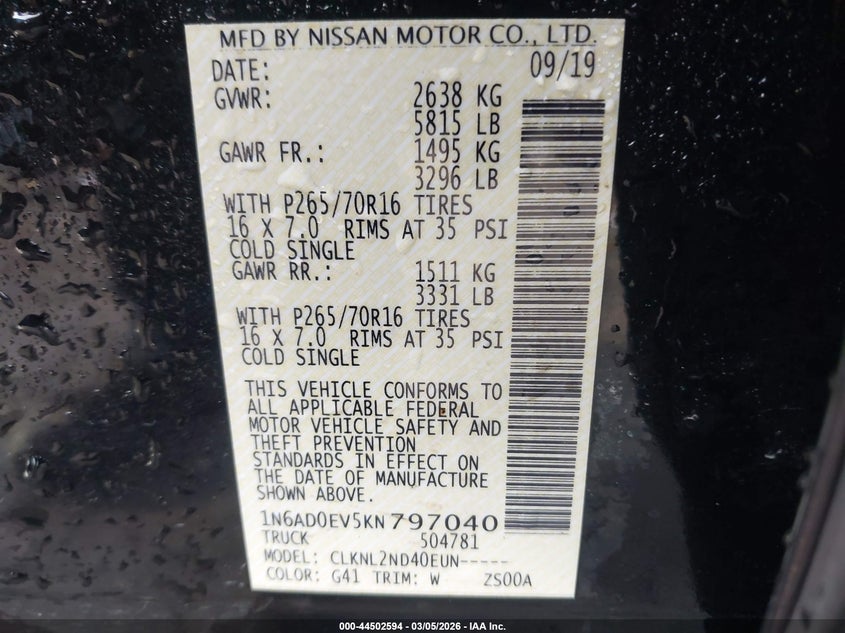 MFD BY NISSAN MOTOR CO., LTD.
DATE: 09/19
GVWR: 2638 KG
5815 LB
GAWR FR.: 1495 KG
3296 LB
WITH P265/70R16 TIRES
16 X 7.0 RIMS AT 35 PSI
COLD SINGLE
GAWR RR.: 1511 KG
3331 LB
WITH P265/70R16 TIRES
16 X 7.0 RIMS AT 35 PSI
COLD SINGLE
THIS VEHICLE CONFORMS TO
ALL APPLICABLE FEDERAL
MOTOR VEHICLE SAFETY AND
THEFT PREVENTION
STANDARDS IN EFFECT ON
THE DATE OF MANUFACTURE
SHOWN ABOVE.
1N6AD0EV5KN797040
TRUCK 504781
MODEL: CLKNL2ND40EUN-----
COLOR: G41 TRIM: W ZS00A
000-44502594 - 03/05/2026 - IAA Inc.